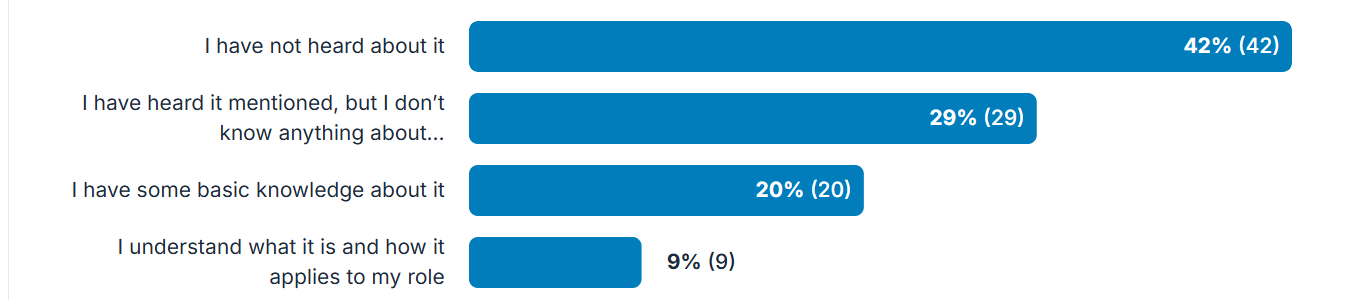 I have not heard about it
42% (42)
I have heard it mentioned, but I don’t
know anything about...
29% (29)
I have some basic knowledge about it
20% (20)
I understand what it is and how it
applies to my role
9% (9)